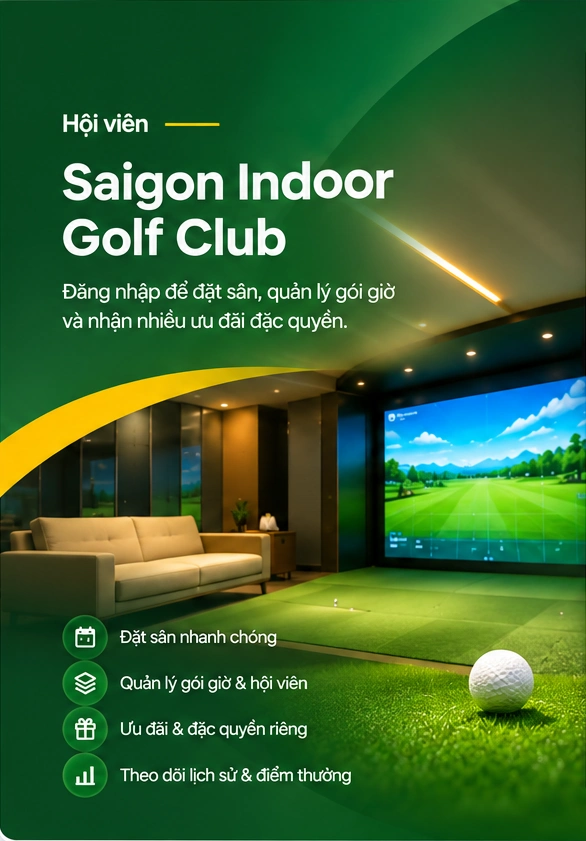 Hội viên
Saigon Indoor
Golf Club
Đăng nhập để đặt sân, quản lý gói giờ
và nhận nhiều ưu đãi đặc quyền.
Đặt sân nhanh chóng
Quản lý gói giờ & hội viên
Ưu đãi & đặc quyền riêng
Theo dõi lịch sử & điểm thưởng